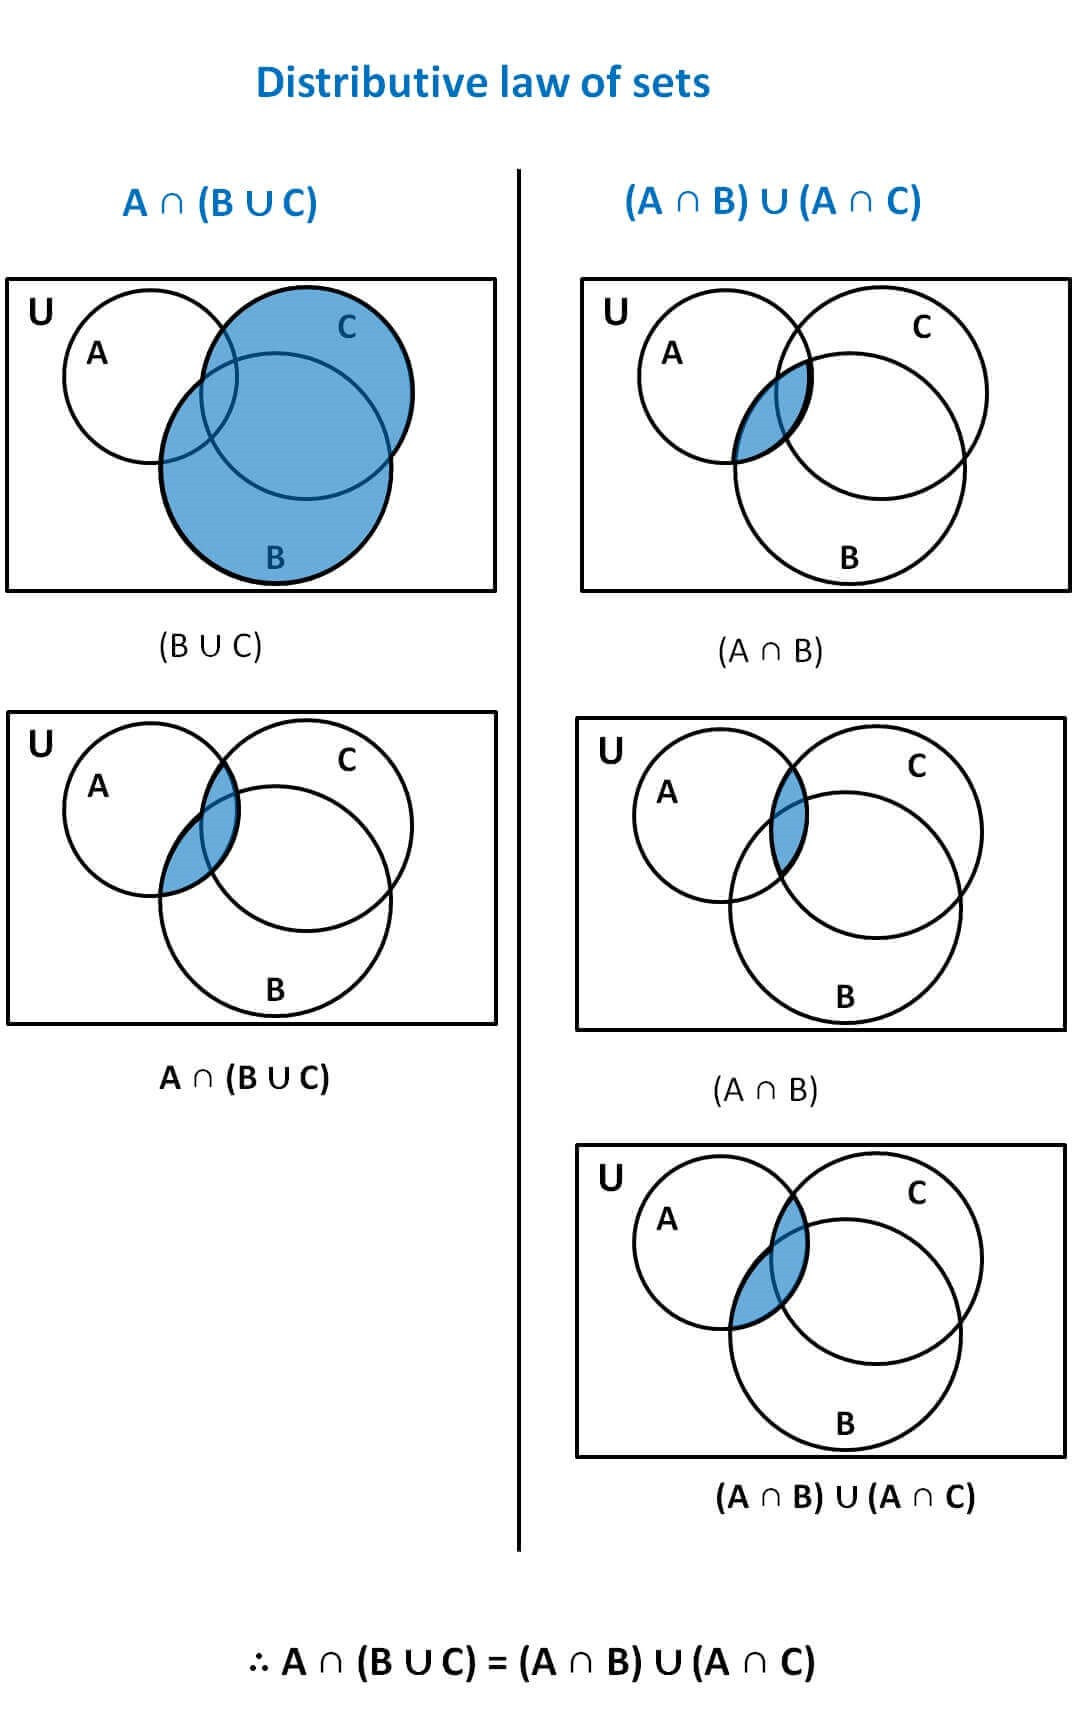 Distributive law of sets
A ∩ (B ∪ C)
U
A
C
B
(B ∪ C)
U
A
C
B
A ∩ (B ∪ C)
(A ∩ B) ∪ (A ∩ C)
U
A
C
B
(A ∩ B)
U
A
C
B
(A ∩ B)
U
A
C
B
(A ∩ B) ∪ (A ∩ C)
∴ A ∩ (B ∪ C) = (A ∩ B) ∪ (A ∩ C)